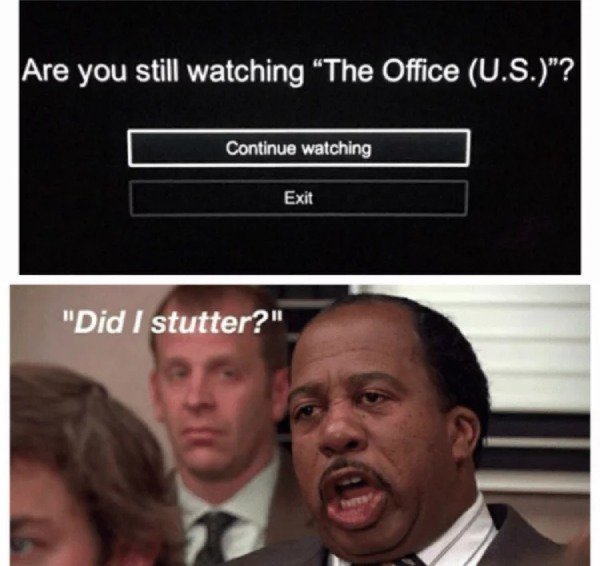 Are you still watching “The Office (U.S.)”?
Continue watching
Exit
"Did I stutter?"